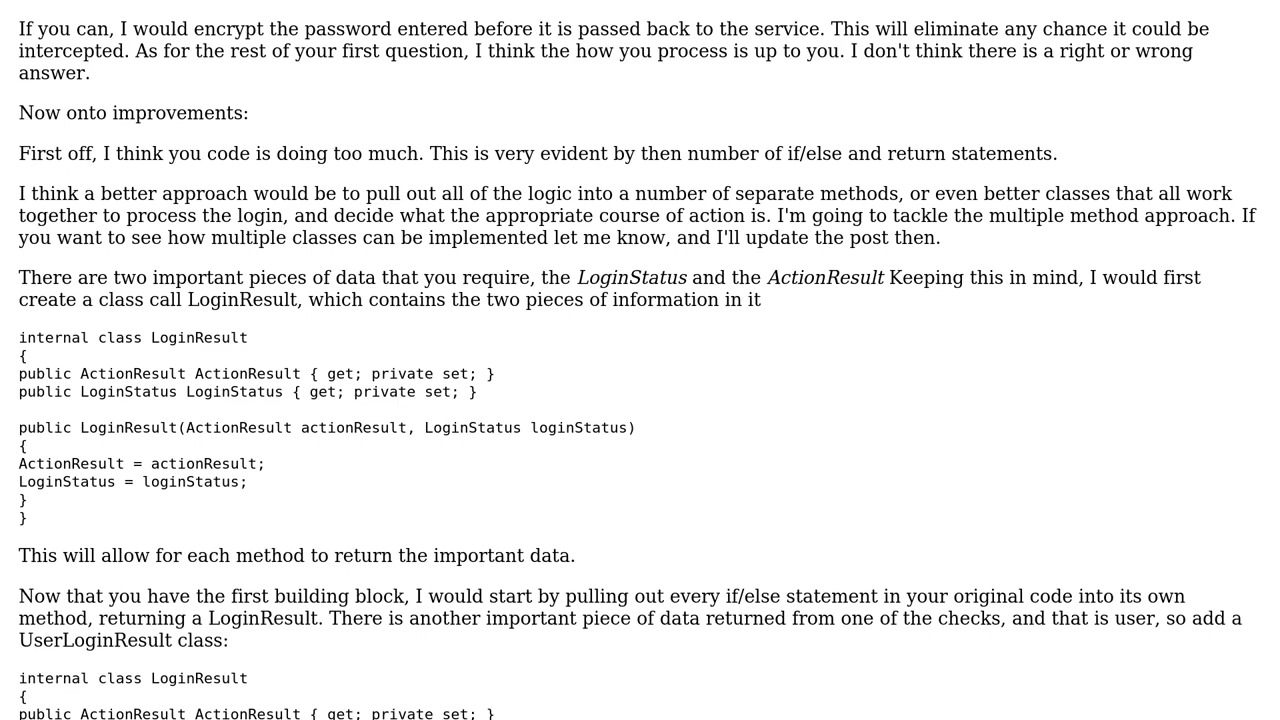 If you can, I would encrypt the password entered before it is passed back to the service. This will eliminate any chance it could be
intercepted. As for the rest of your first question, I think the how you process is up to you. I don't think there is a right or wrong
answer.
Now onto improvements:
First off, I think you code is doing too much. This is very evident by then number of if/else and return statements.
I think a better approach would be to pull out all of the logic into a number of separate methods, or even better classes that all work
together to process the login, and decide what the appropriate course of action is. I'm going to tackle the multiple method approach. If
you want to see how multiple classes can be implemented let me know, and I'll update the post then.
There are two important pieces of data that you require, the LoginStatus and the ActionResult Keeping this in mind, I would first
create a class call LoginResult, which contains the two pieces of information in it
internal class LoginResult
{
public ActionResult ActionResult { get; private set; }
public LoginStatus LoginStatus { get; private set; }
public LoginResult(ActionResult actionResult, LoginStatus loginStatus)
{
ActionResult = actionResult;
LoginStatus = loginStatus;
}
}
This will allow for each method to return the important data.
Now that you have the first building block, I would start by pulling out every if/else statement in your original code into its own
method, returning a LoginResult. There is another important piece of data returned from one of the checks, and that is user, so add a
UserLoginResult class:
internal class LoginResult
{
public ActionResult ActionResult { get; private set; }